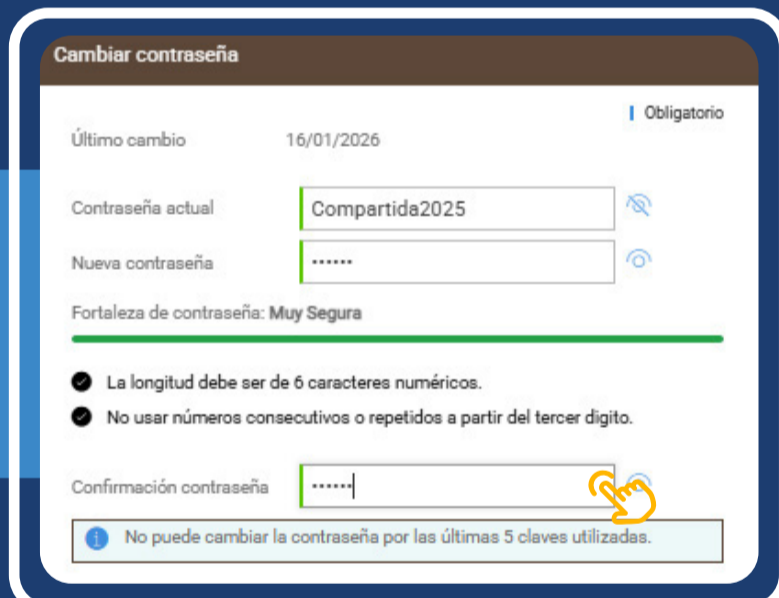 Cambiar contraseña
Obligatorio
Último cambio 16/01/2026
Contraseña actual Compartida2025
Nueva contraseña ••••••
Fortaleza de contraseña: Muy Segura
La longitud debe ser de 6 caracteres numéricos.
No usar números consecutivos o repetidos a partir del tercer digito.
Confirmación contraseña ••••••
No puede cambiar la contraseña por las últimas 5 claves utilizadas.